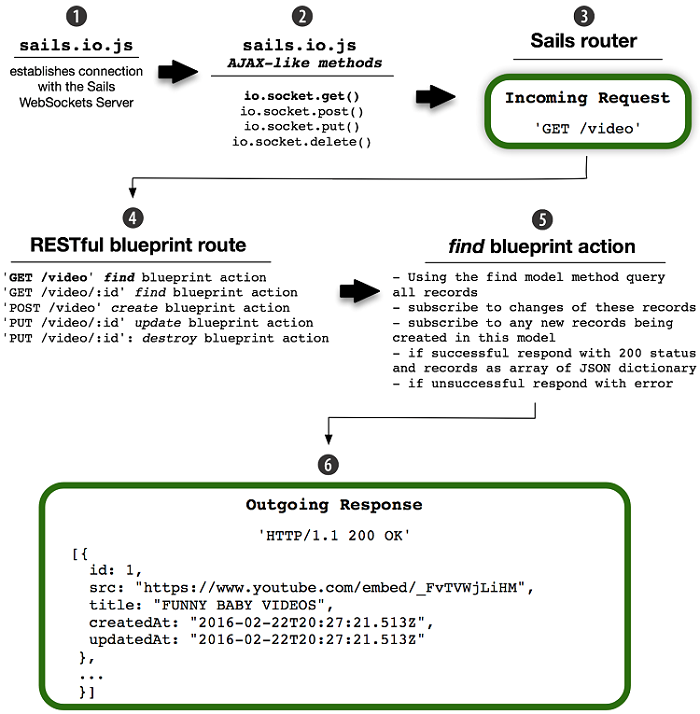 1
sails.io.js
establishes connection
with the Sails
WebSockets Server
2
sails.io.js
AJAX-like methods
io.socket.get()
io.socket.post()
io.socket.put()
io.socket.delete()
3
Sails router
Incoming Request
'GET /video'
4
RESTful blueprint route
'GET /video' find blueprint action
'GET /video/:id' find blueprint action
'POST /video' create blueprint action
'PUT /video/:id' update blueprint action
'PUT /video/:id': destroy blueprint action
5
find blueprint action
- Using the find model method query
all records
- subscribe to changes of these records
- subscribe to any new records being
created in this model
- if successful respond with 200 status
and records as array of JSON dictionary
- if unsuccessful respond with error
6
Outgoing Response
'HTTP/1.1 200 OK'
[{
id: 1,
src: "https://www.youtube.com/embed/_FvTVWjLiHM",
title: "FUNNY BABY VIDEOS",
createdAt: "2016-02-22T20:27:21.513Z",
updatedAt: "2016-02-22T20:27:21.513Z"
},
...
}]